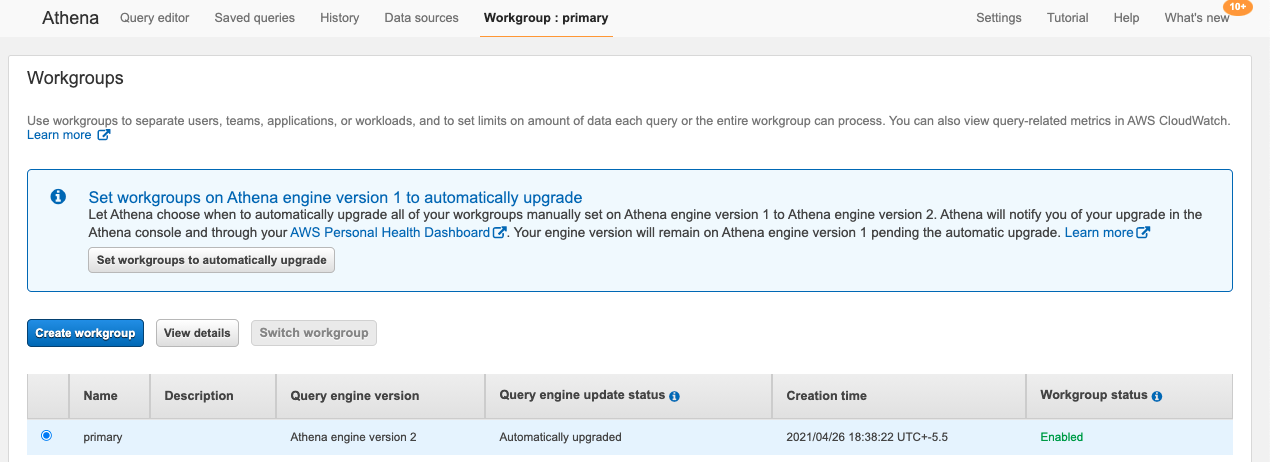 Athena Query editor Saved queries History Data sources Workgroup : primary Settings Tutorial Help What's new 10+
Workgroups
Use workgroups to separate users, teams, applications, or workloads, and to set limits on amount of data each query or the entire workgroup can process. You can also view query-related metrics in AWS CloudWatch.
Learn more
Set workgroups on Athena engine version 1 to automatically upgrade
Let Athena choose when to automatically upgrade all of your workgroups manually set on Athena engine version 1 to Athena engine version 2. Athena will notify you of your upgrade in the
Athena console and through your AWS Personal Health Dashboard. Your engine version will remain on Athena engine version 1 pending the automatic upgrade. Learn more
Set workgroups to automatically upgrade
Create workgroup View details Switch workgroup
Name Description Query engine version Query engine update status Creation time Workgroup status
primary Athena engine version 2 Automatically upgraded 2021/04/26 18:38:22 UTC+-5.5 Enabled